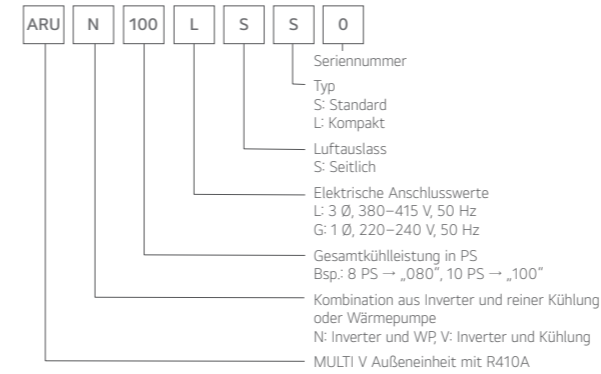 ARU N 100 L S S 0
Seriennummer
Typ
S: Standard
L: Kompakt
Luftauslass
S: Seitlich
Elektrische Anschlusswerte
L: 3 Ø, 380–415 V, 50 Hz
G: 1 Ø, 220–240 V, 50 Hz
Gesamtkühlleistung in PS
Bsp.: 8 PS → „080“, 10 PS → „100“
Kombination aus Inverter und reiner Kühlung
oder Wärmepumpe
N: Inverter und WP, V: Inverter und Kühlung
MULTI V Außeneinheit mit R410A